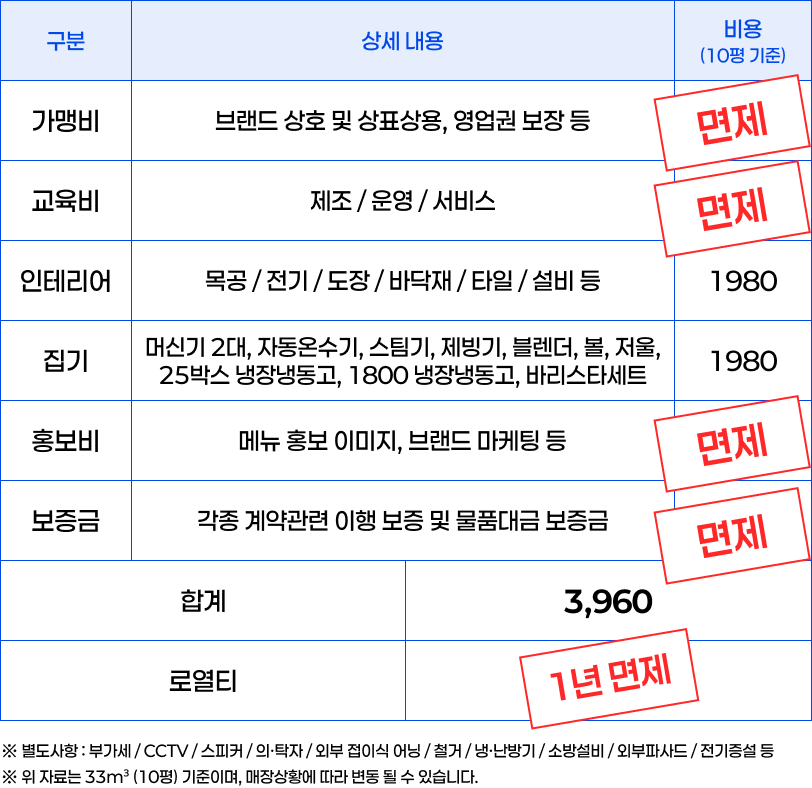 구분 상세 내용 비용
(10평 기준)
가맹비 브랜드 상호 및 상표상용, 영업권 보장 등 면제
교육비 제조 / 운영 / 서비스 면제
인테리어 목공 / 전기 / 도장 / 바닥재 / 타일 / 설비 등 1980
집기 머신기 2대, 자동온수기, 스팀기, 제빙기, 블렌더, 볼, 저울,
25박스 냉장냉동고, 1800 냉장냉동고, 바리스타세트 1980
홍보비 메뉴 홍보 이미지, 브랜드 마케팅 등 면제
보증금 각종 계약관련 이행 보증 및 물품대금 보증금 면제
합계 3,960
로열티 1년 면제
※ 별도사항 : 부가세 / CCTV / 스피커 / 의·탁자 / 외부 접이식 어닝 / 철거 / 냉·난방기 / 소방설비 / 외부파사드 / 전기증설 등
※ 위 자료는 33m³ (10평) 기준이며, 매장상황에 따라 변동 될 수 있습니다.